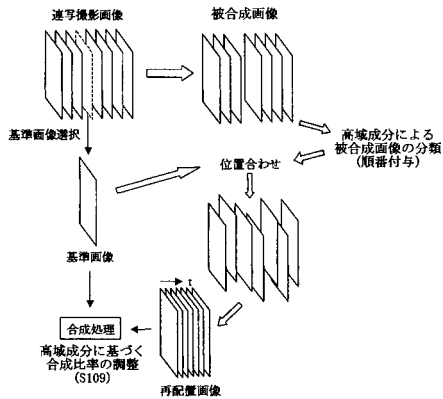 連写撮影画像
被合成画像
基準画像選択
高域成分による
被合成画像の分類
(順番付与)
位置合わせ
基準画像
t
合成処理
高域成分に基づく
合成比率の調整
(S109)
再配置画像